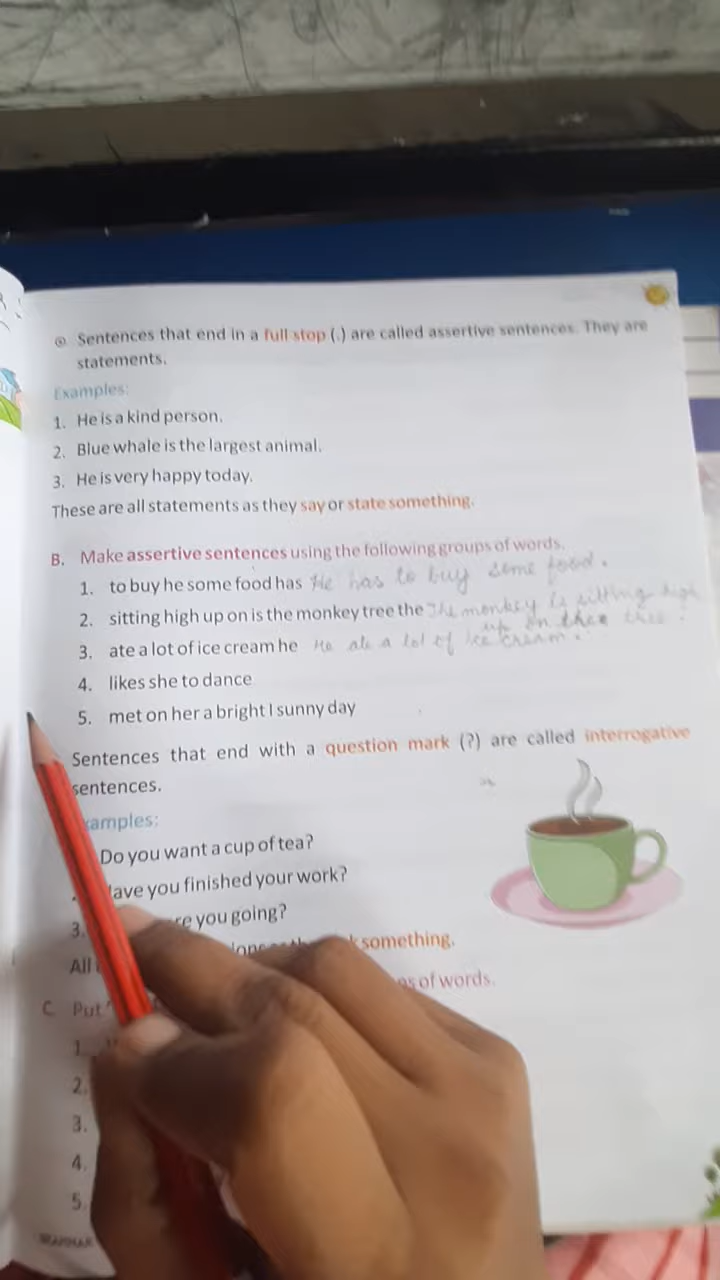 Sentences that end in a full stop (.) are called assertive sentences. They are
statements.
Examples:
1. He is a kind person.
2. Blue whale is the largest animal.
3. He is very happy today.
These are all statements as they say or state something.
B. Make assertive sentences using the following groups of words.
1. to buy he some food has He has to buy some food.
2. sitting high up on is the monkey tree the The monkey is sitting high
up on the tree.
3. ate a lot of ice cream he He ate a lot of ice cream.
4. likes she to dance
5. met on her a bright I sunny day
Sentences that end with a question mark (?) are called interrogative
sentences.
amples:
Do you want a cup of tea?
ave you finished your work?
3. re you going?
All something.
of words.
C. Put
1.
2.
3.
4.
5.